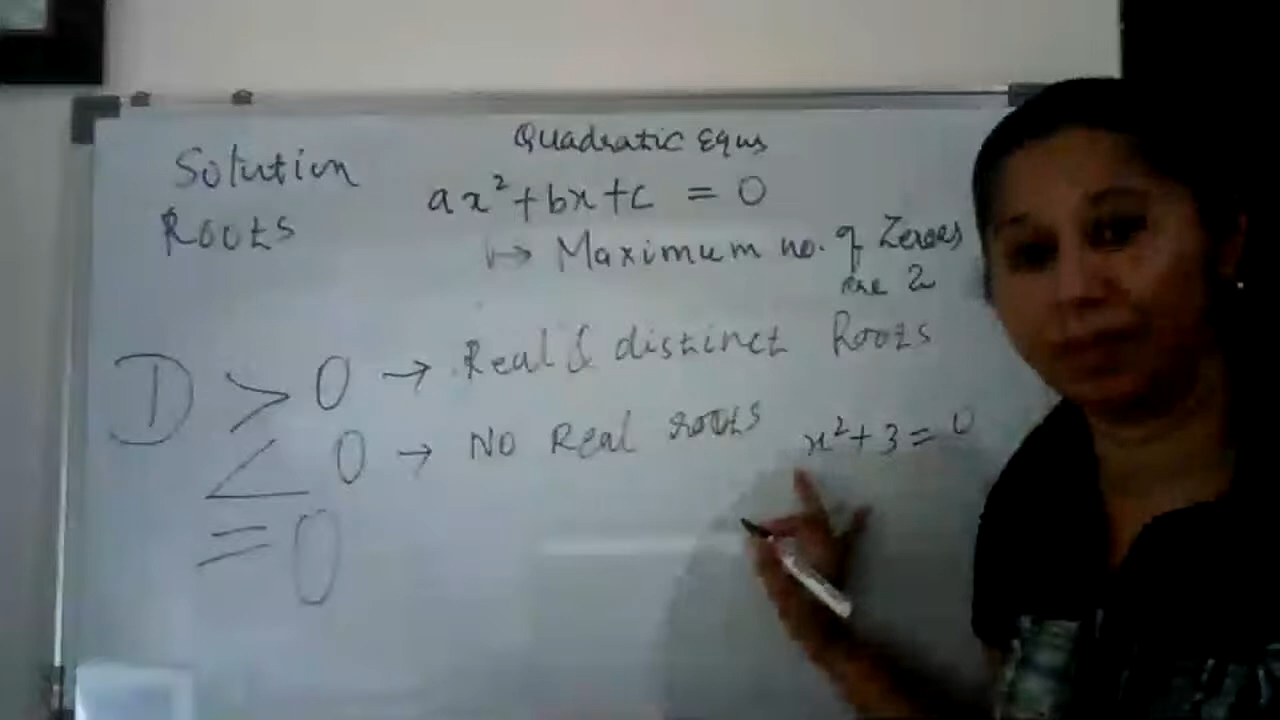 Quadratic Equs
Solution
Roots
ax²+bx+c = 0
↦ Maximum no. of Zeroes
are 2
D > 0 → Real & distinct Roots
< 0 → No Real roots x²+3=0
= 0